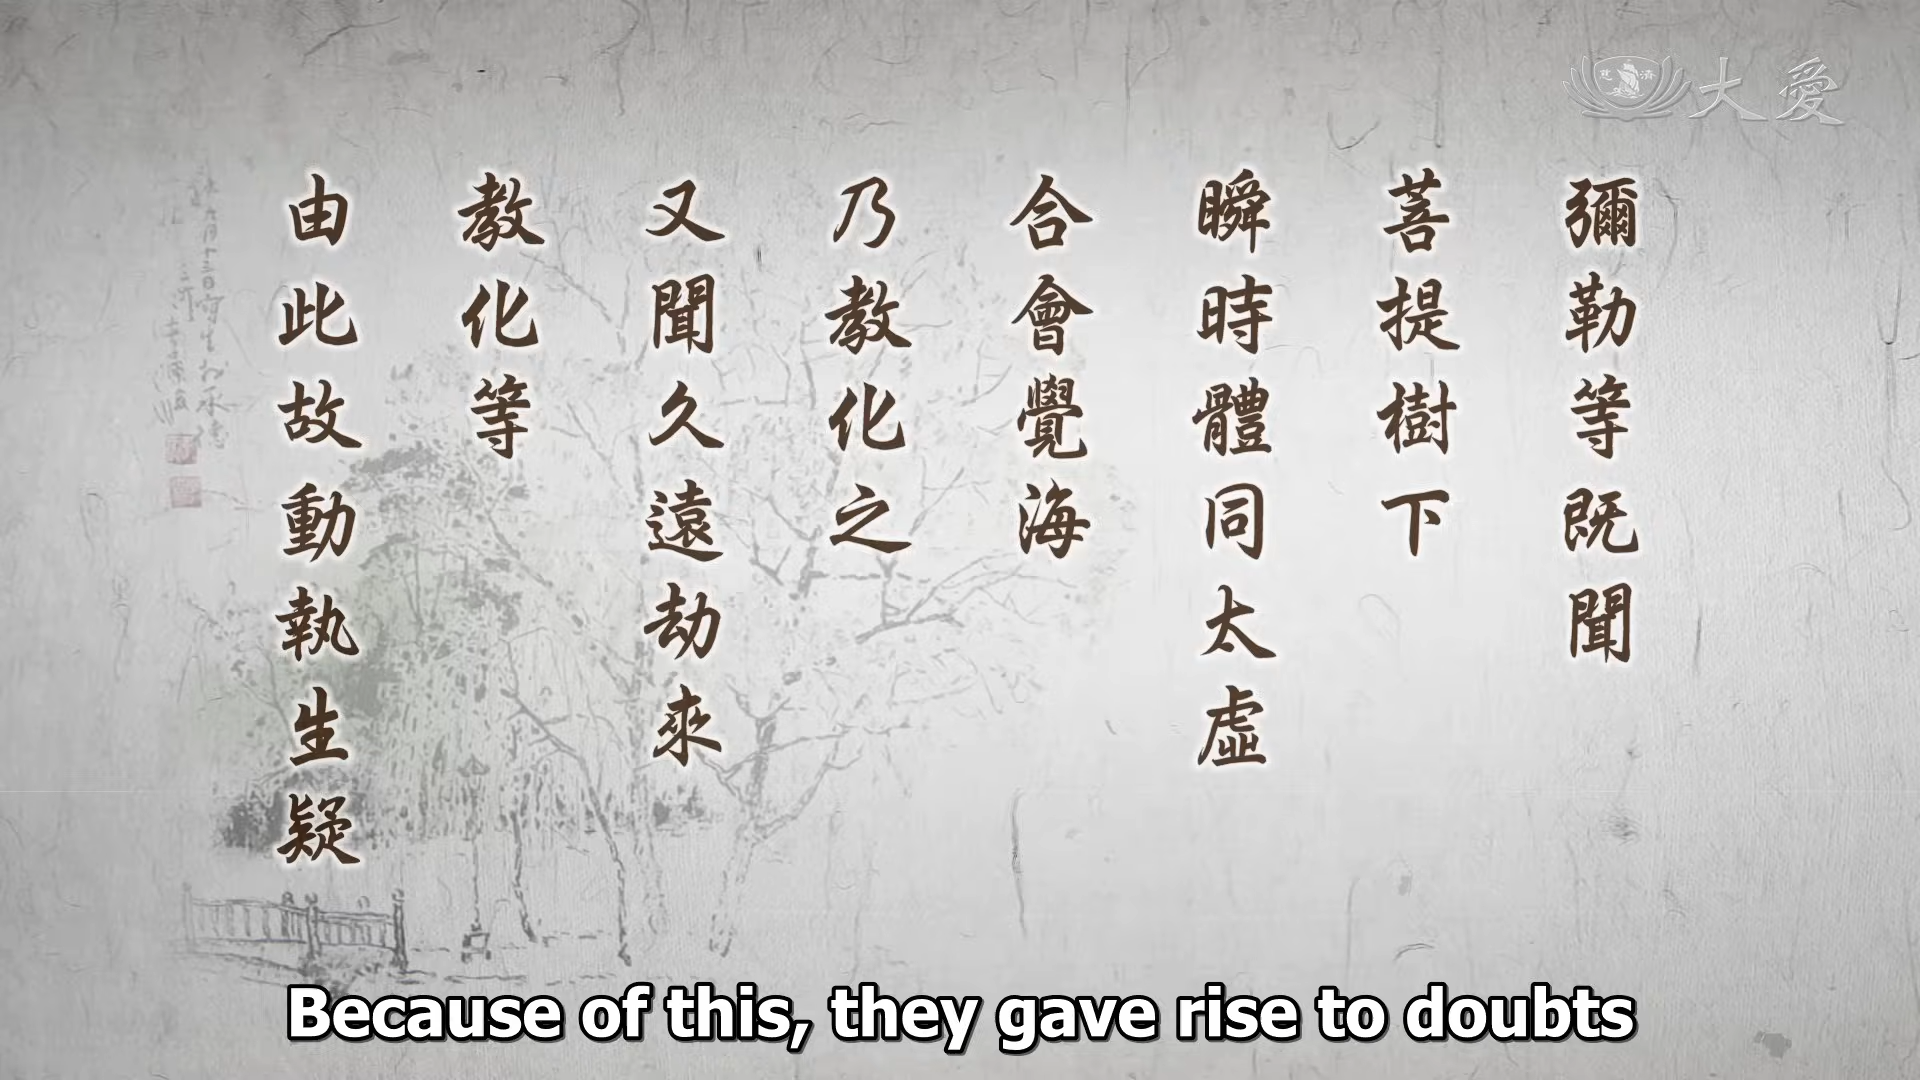 大愛
彌勒等既聞
菩提樹下
瞬時體同太虛
合會覺海
乃教化之
又聞久遠劫來
教化等
由此故動執生疑
Because of this, they gave rise to doubts